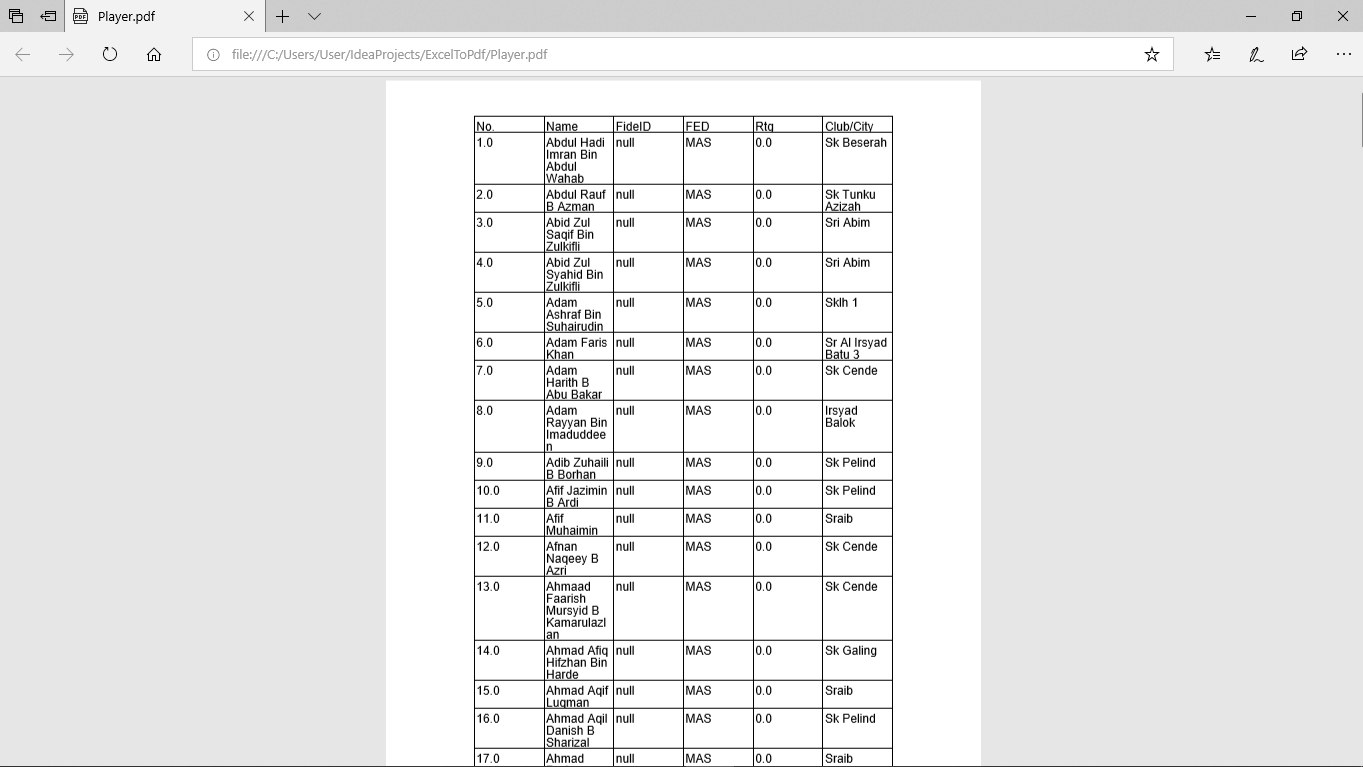 Player.pdf
file:///C:/Users/User/IdeaProjects/ExcelToPdf/Player.pdf
No. Name FideID FED Rtg Club/City
1.0 Abdul Hadi null MAS 0.0 Sk Beserah
Imran Bin
Abdul
Wahab
2.0 Abdul Rauf null MAS 0.0 Sk Tunku
B Azman Azizah
3.0 Abid Zul null MAS 0.0 Sri Abim
Saqif Bin
Zulkifli
4.0 Abid Zul null MAS 0.0 Sri Abim
Syahid Bin
Zulkifli
5.0 Adam null MAS 0.0 Sklh 1
Ashraf Bin
Suhairudin
6.0 Adam Faris null MAS 0.0 Sr Al Irsyad
Khan Batu 3
7.0 Adam null MAS 0.0 Sk Cende
Harith B
Abu Bakar
8.0 Adam null MAS 0.0 Irsyad
Rayyan Bin Balok
Imaduddee
n
9.0 Adib Zuhaili null MAS 0.0 Sk Pelind
B Borhan
10.0 Afif Jazimin null MAS 0.0 Sk Pelind
B Ardi
11.0 Afif null MAS 0.0 Sraib
Muhaimin
12.0 Afnan null MAS 0.0 Sk Cende
Naqeey B
Azri
13.0 Ahmaad null MAS 0.0 Sk Cende
Faarish
Mursyid B
Kamarulazl
an
14.0 Ahmad Afiq null MAS 0.0 Sk Galing
Hifzhan Bin
Harde
15.0 Ahmad Aqif null MAS 0.0 Sraib
Luqman
16.0 Ahmad Aqil null MAS 0.0 Sk Pelind
Danish B
Sharizal
17.0 Ahmad null MAS 0.0 Sraib